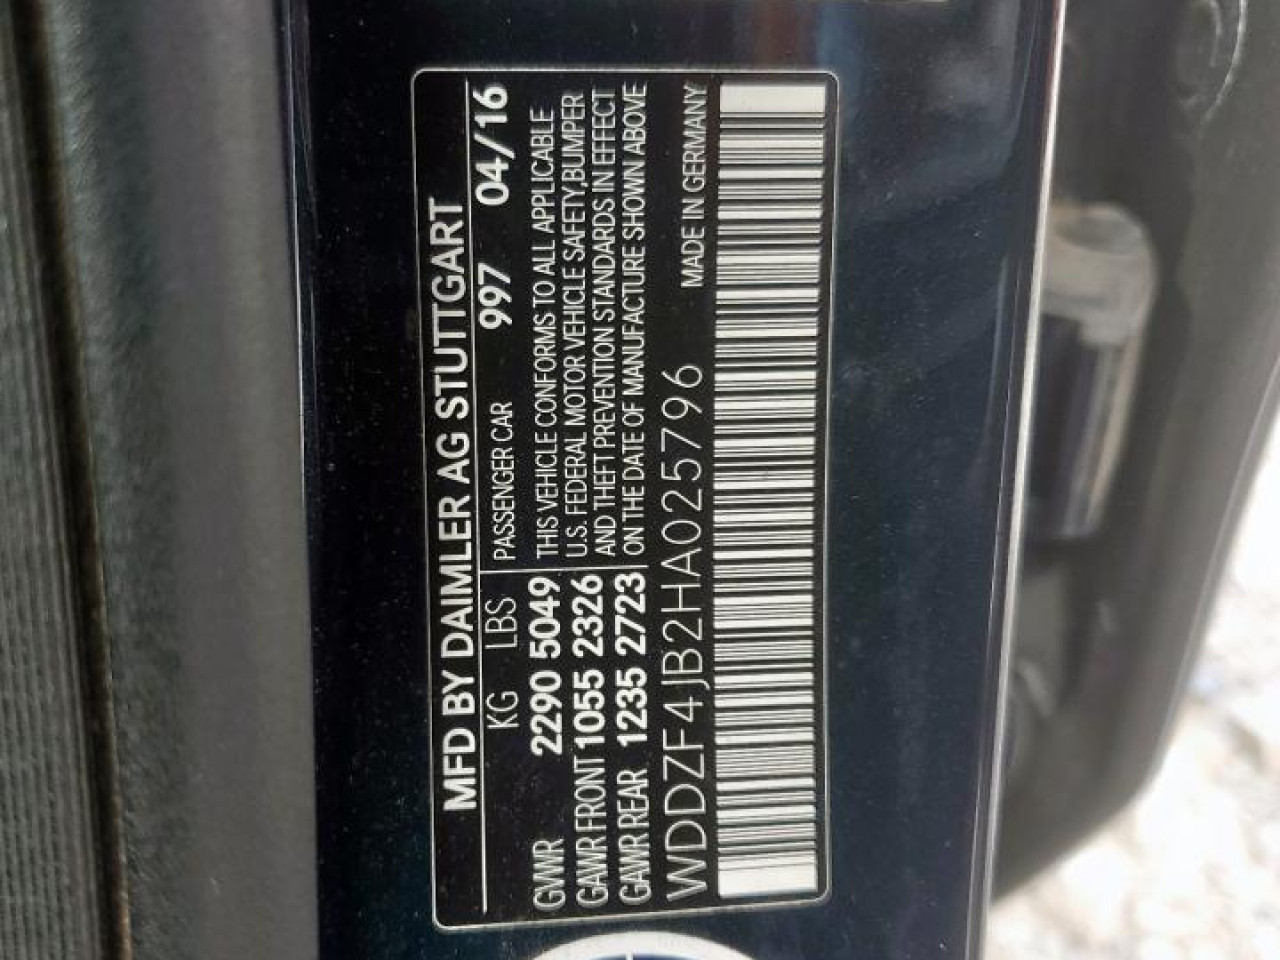 MFD BY DAIMLER AG STUTTGART
KG LBS PASSENGER CAR 997 04/16
GVWR 2290 5049
GAWR FRONT 1055 2326
GAWR REAR 1235 2723
THIS VEHICLE CONFORMS TO ALL APPLICABLE
U.S. FEDERAL MOTOR VEHICLE SAFETY,BUMPER
AND THEFT PREVENTION STANDARDS IN EFFECT
ON THE DATE OF MANUFACTURE SHOWN ABOVE
WDDZF4JB2HA025796 MADE IN GERMANY